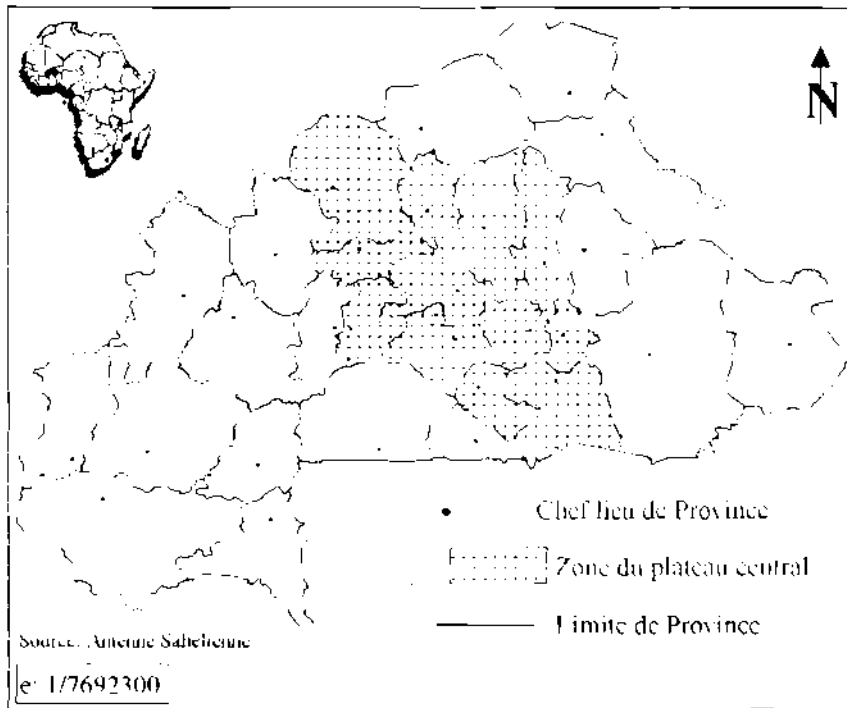 N
Chef lieu de Province
Zone du plateau central
Limite de Province
Source: Antenne Sahelienne
e: 1/7692300